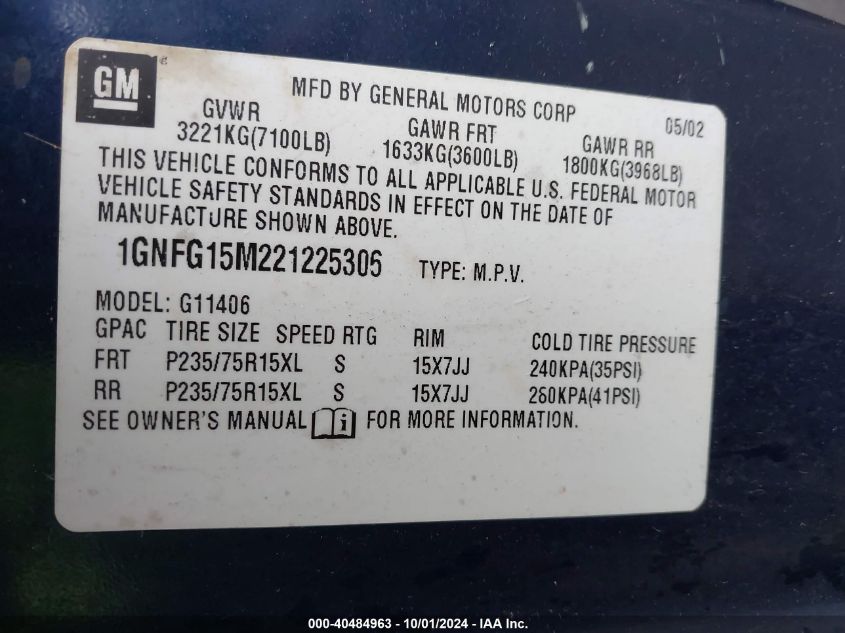 GM
MFD BY GENERAL MOTORS CORP 05/02
GVWR GAWR FRT GAWR RR
3221KG(7100LB) 1633KG(3600LB) 1800KG(3968LB)
THIS VEHICLE CONFORMS TO ALL APPLICABLE U.S. FEDERAL MOTOR
VEHICLE SAFETY STANDARDS IN EFFECT ON THE DATE OF
MANUFACTURE SHOWN ABOVE.
1GNFG15M221225305 TYPE: M.P.V.
MODEL: G11406
GPAC TIRE SIZE SPEED RTG RIM COLD TIRE PRESSURE
FRT P235/75R15XL S 15X7JJ 240KPA(35PSI)
RR P235/75R15XL S 15X7JJ 280KPA(41PSI)
SEE OWNER'S MANUAL i FOR MORE INFORMATION.
000-40484963 - 10/01/2024 - IAA Inc.